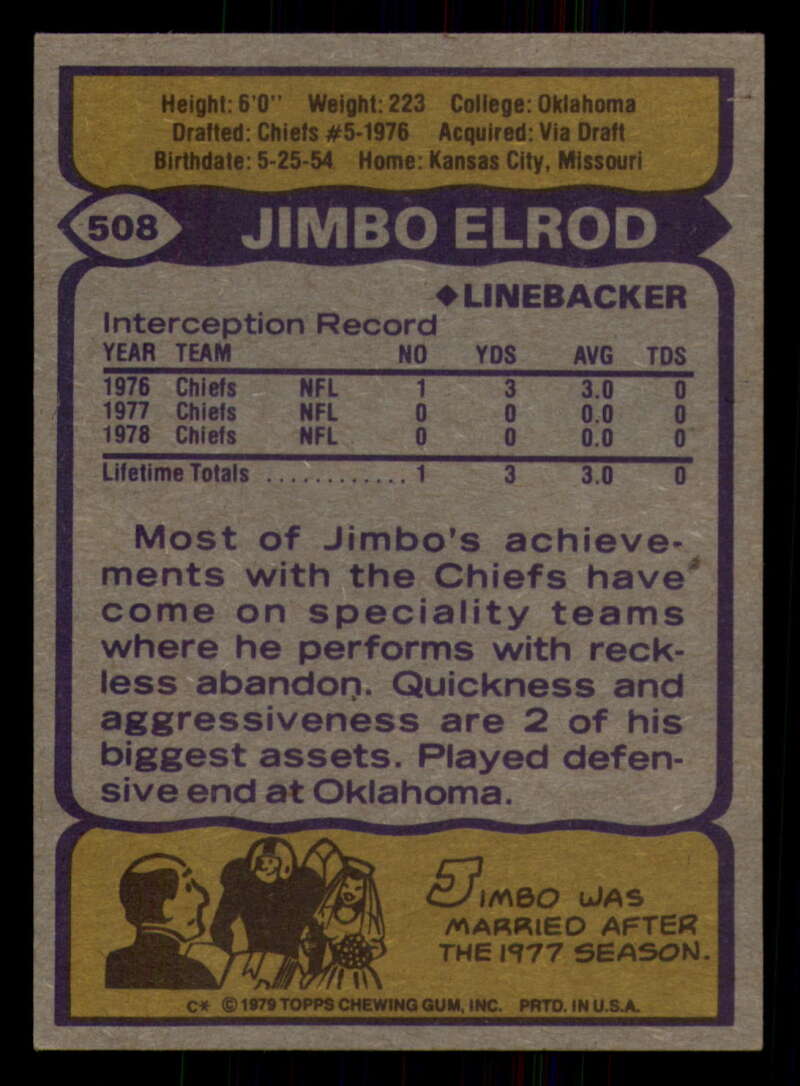 Height: 6'0" Weight: 223 College: Oklahoma
Drafted: Chiefs #5-1976 Acquired: Via Draft
Birthdate: 5-25-54 Home: Kansas City, Missouri
508 JIMBO ELROD
◆LINEBACKER
Interception Record
YEAR TEAM NO YDS AVG TDS
1976 Chiefs NFL 1 3 3.0 0
1977 Chiefs NFL 0 0 0.0 0
1978 Chiefs NFL 0 0 0.0 0
Lifetime Totals ............. 1 3 3.0 0
Most of Jimbo's achieve-
ments with the Chiefs have
come on speciality teams
where he performs with reck-
less abandon. Quickness and
aggressiveness are 2 of his
biggest assets. Played defen-
sive end at Oklahoma.
JIMBO WAS
MARRIED AFTER
THE 1977 SEASON.
C* © 1979 TOPPS CHEWING GUM, INC. PRTD. IN U.S.A.